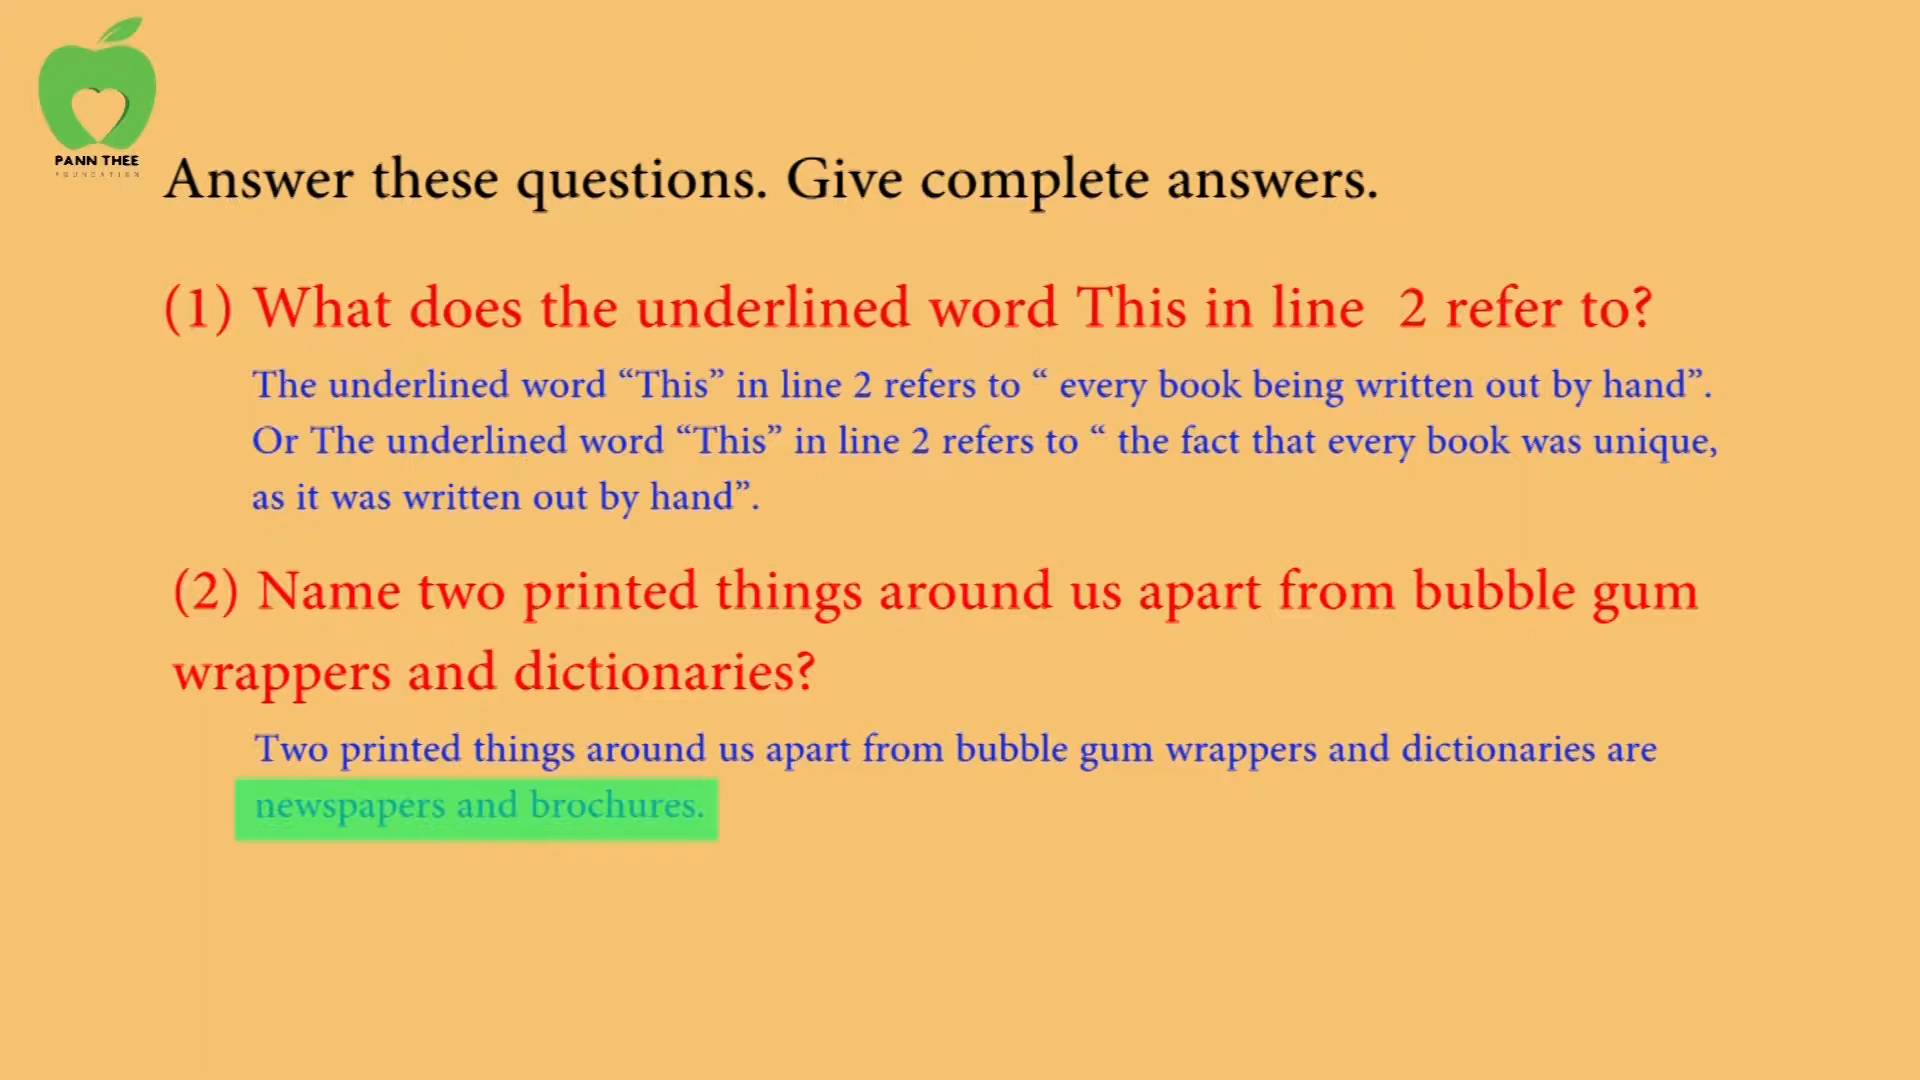 PANN THEE
FOUNDATION
Answer these questions. Give complete answers.
(1) What does the underlined word This in line 2 refer to?
The underlined word “This” in line 2 refers to “ every book being written out by hand”.
Or The underlined word “This” in line 2 refers to “ the fact that every book was unique,
as it was written out by hand”.
(2) Name two printed things around us apart from bubble gum
wrappers and dictionaries?
Two printed things around us apart from bubble gum wrappers and dictionaries are
newspapers and brochures.